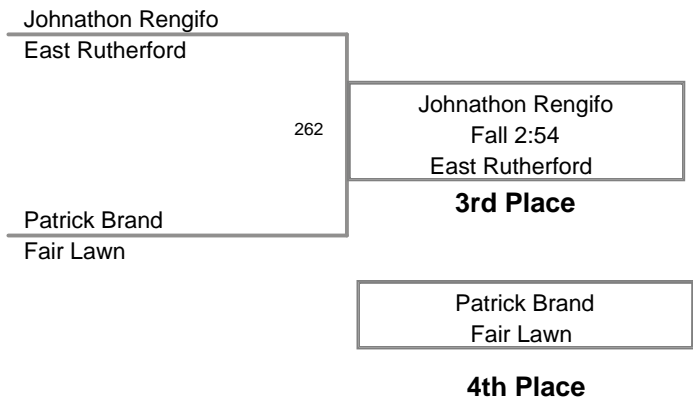 Johnathon Rengifo
East Rutherford
262
Johnathon Rengifo
Fall 2:54
East Rutherford
3rd Place
Patrick Brand
Fair Lawn
Patrick Brand
Fair Lawn
4th Place